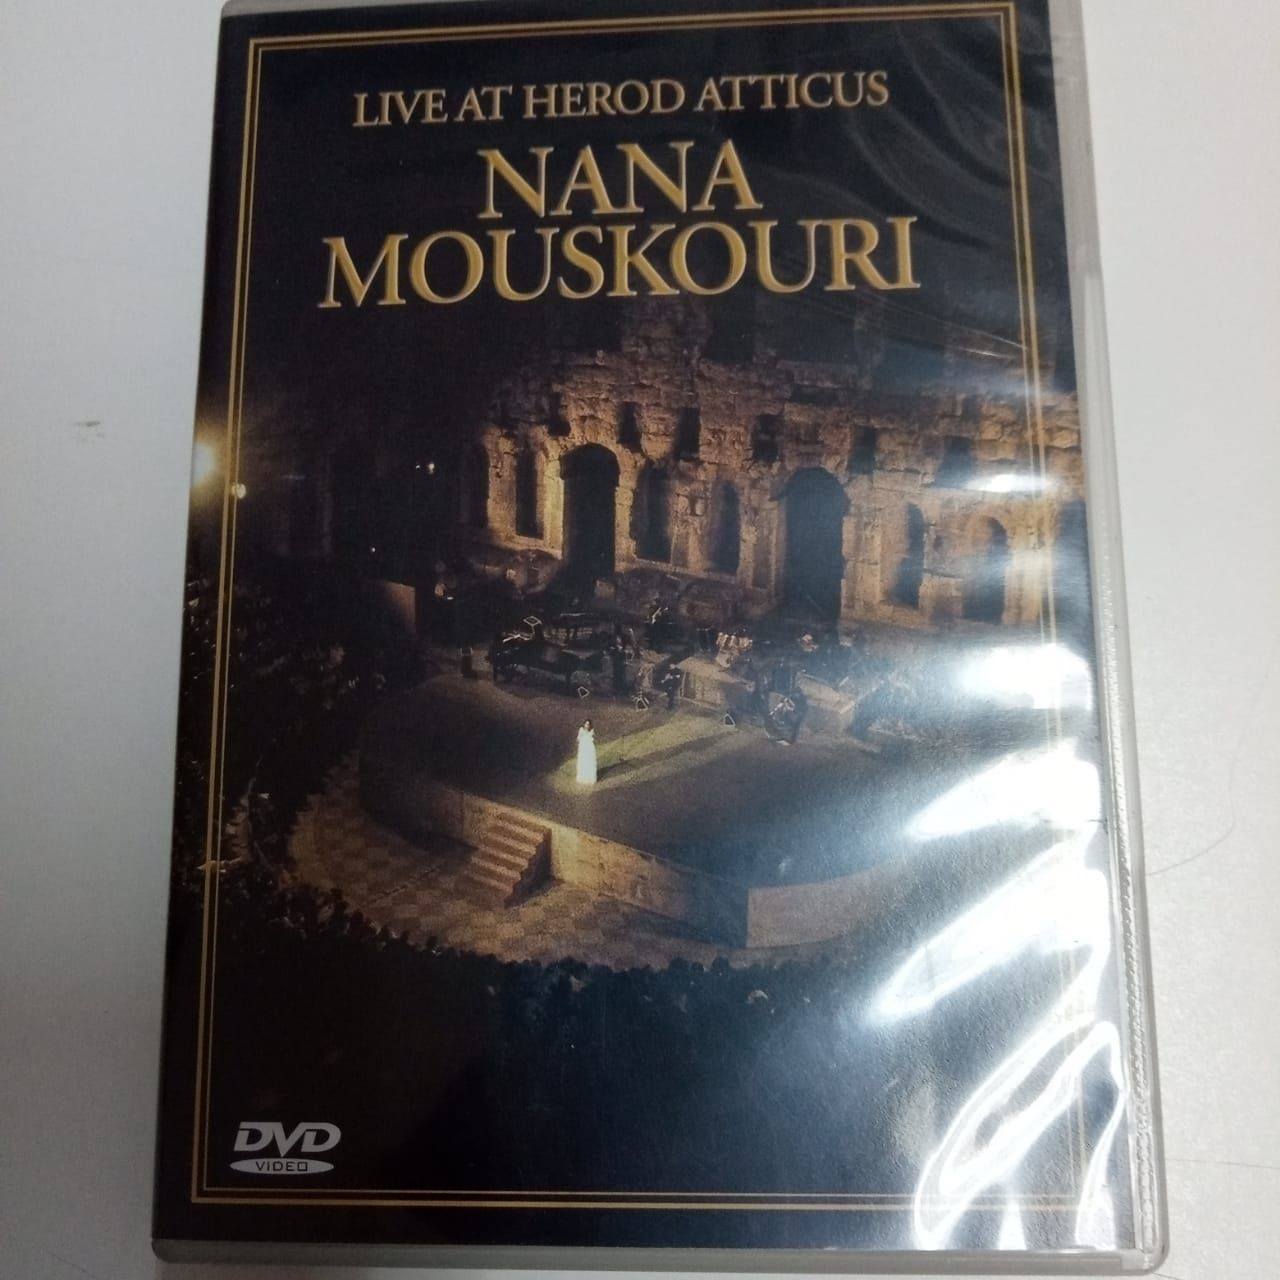 LIVE AT HEROD ATTICUS
NANA
MOUSKOURI
DVD
VIDEO